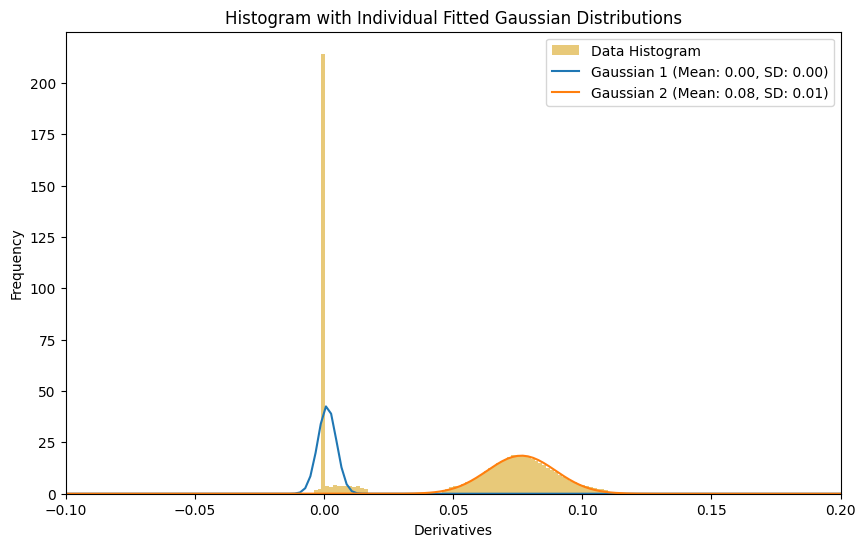 Histogram with Individual Fitted Gaussian Distributions
Data Histogram
Gaussian 1 (Mean: 0.00, SD: 0.00)
Gaussian 2 (Mean: 0.08, SD: 0.01)
Frequency
200
175
150
125
100
75
50
25
0
−0.10
−0.05
0.00
0.05
0.10
0.15
0.20
Derivatives